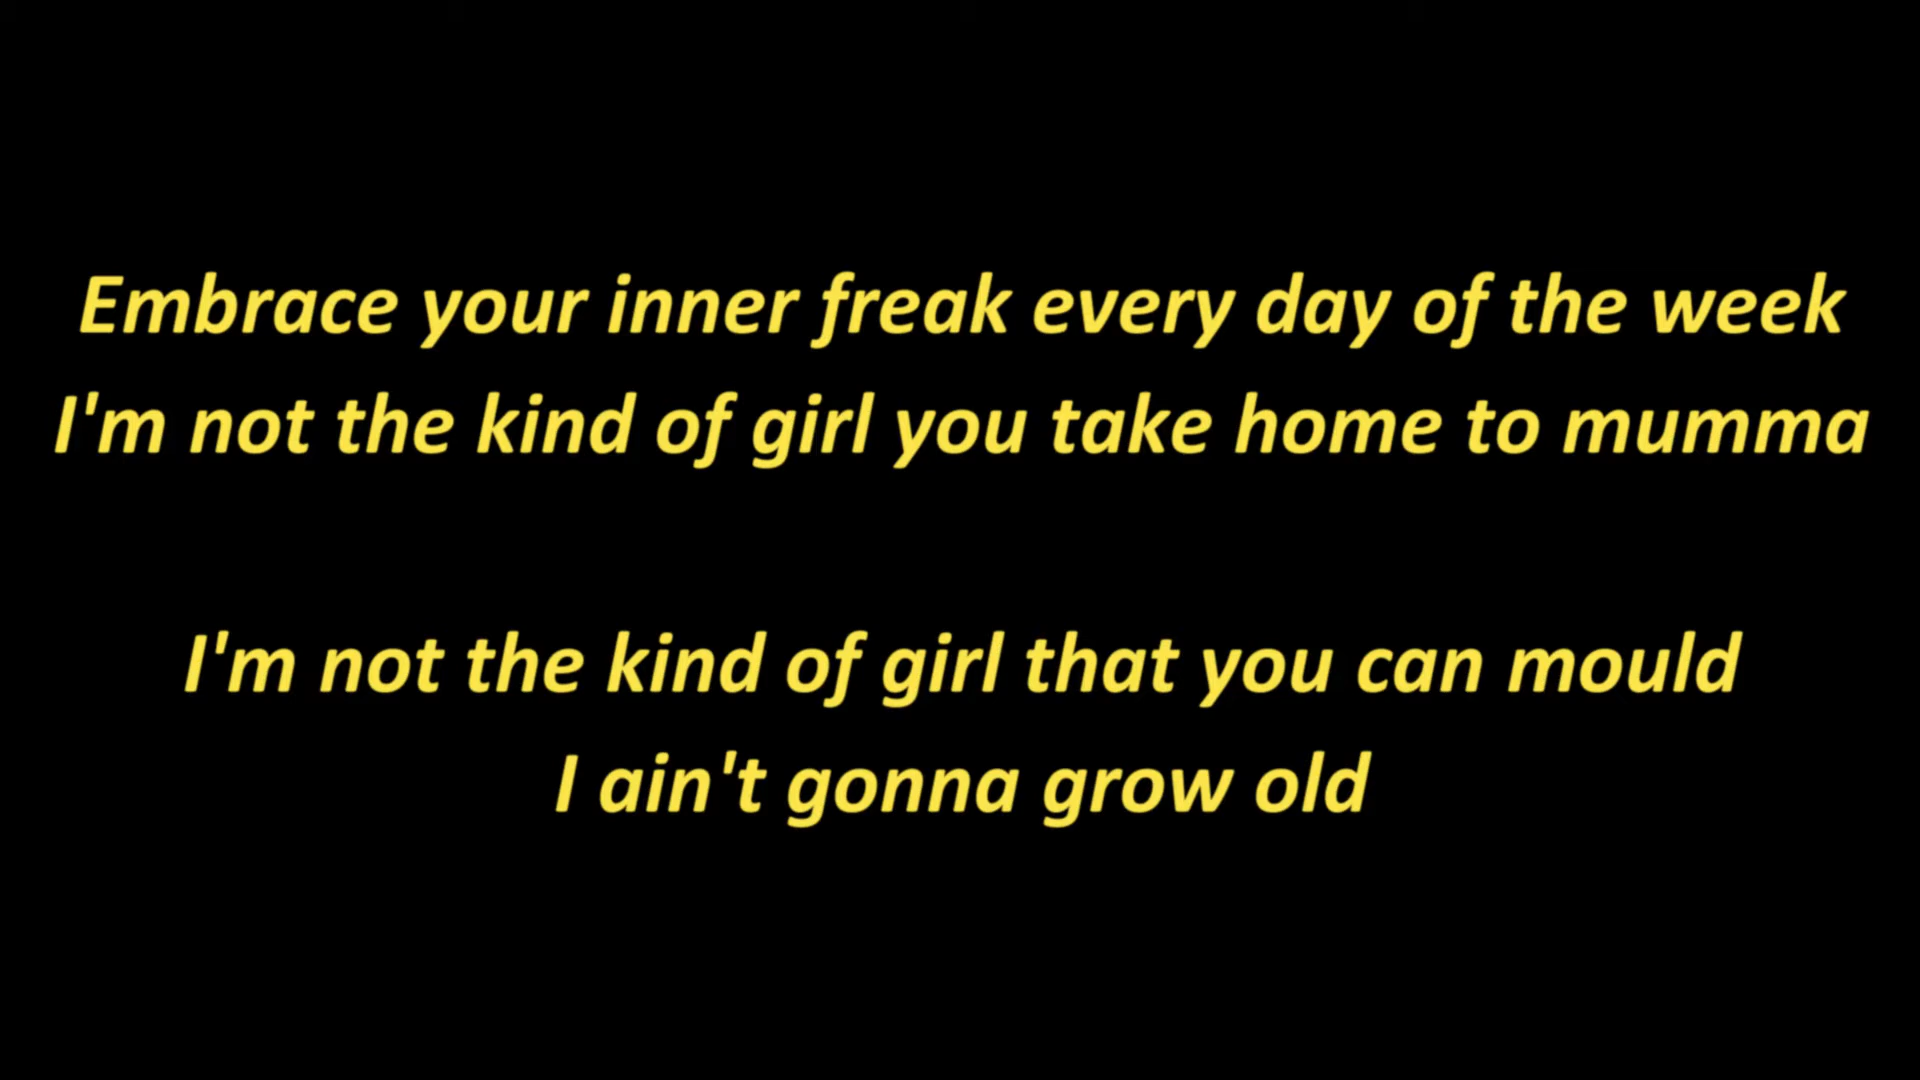 Embrace your inner freak every day of the week
I'm not the kind of girl you take home to mumma
I'm not the kind of girl that you can mould
I ain't gonna grow old